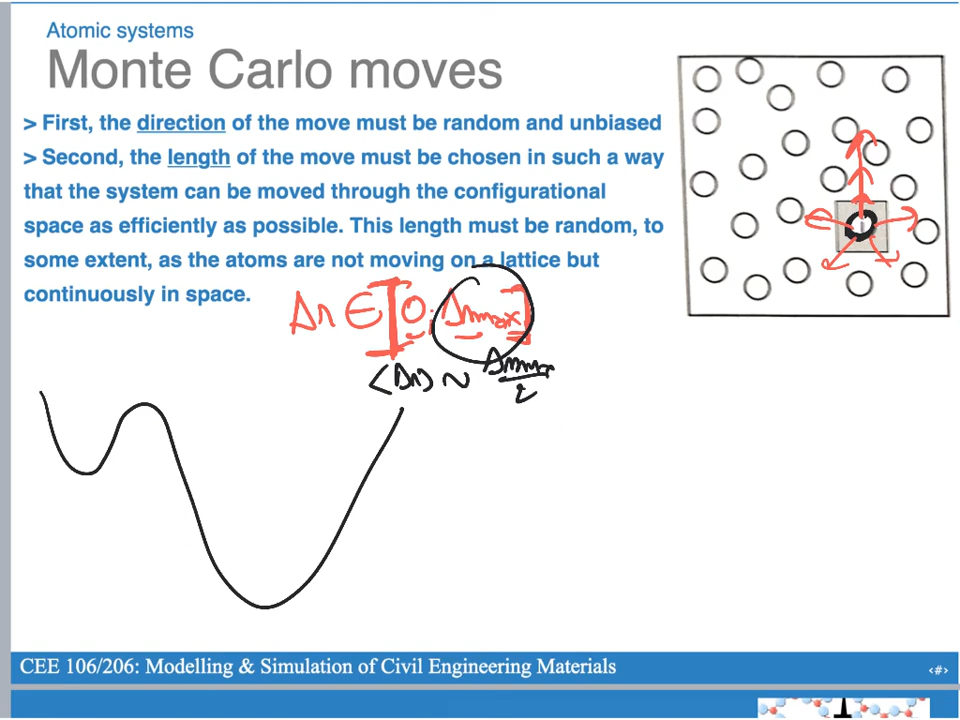 Atomic systems
Monte Carlo moves
> First, the direction of the move must be random and unbiased
> Second, the length of the move must be chosen in such a way
that the system can be moved through the configurational
space as efficiently as possible. This length must be random, to
some extent, as the atoms are not moving on a lattice but
continuously in space.
Δr ∈ [0; Δrmax]
<Δr> ~ Δrmax/2
CEE 106/206: Modelling & Simulation of Civil Engineering Materials
‹#›